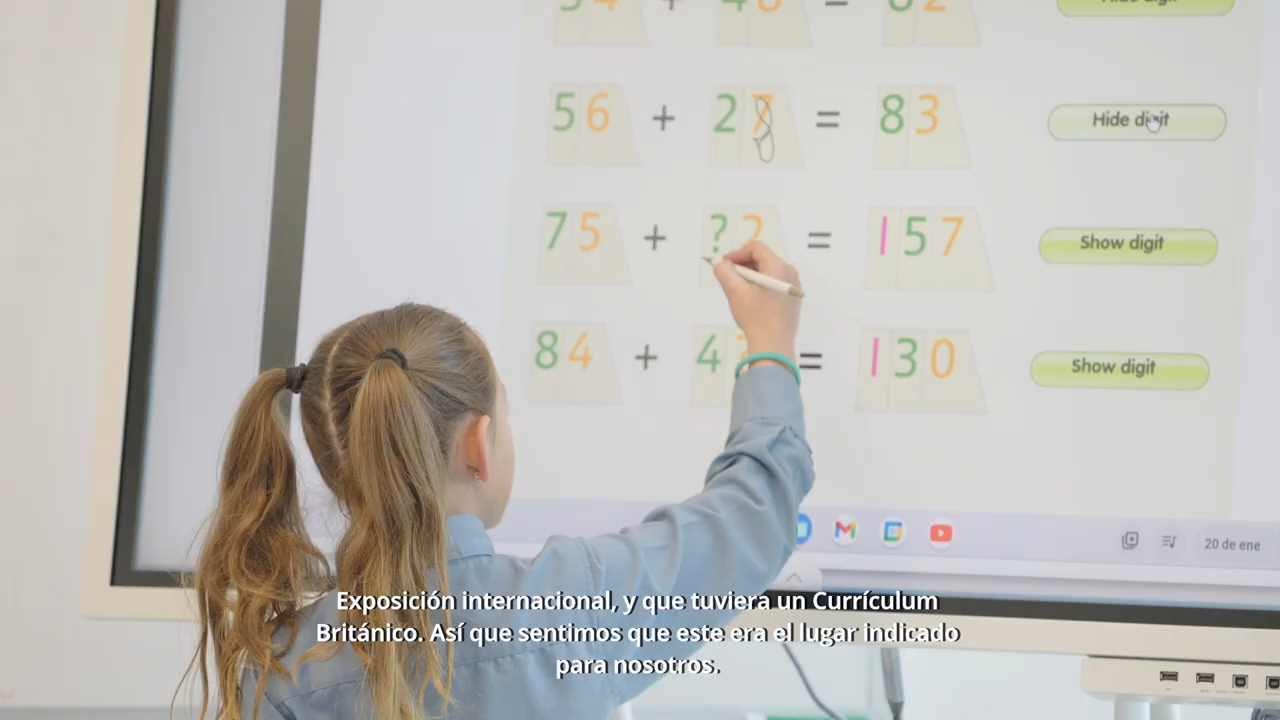 56 + 27 = 83
Hide digit
75 + ?2 = 157
Show digit
84 + 4 = 130
Show digit
20 de ene
Exposición internacional, y que tuviera un Currículum
Británico. Así que sentimos que este era el lugar indicado
para nosotros.